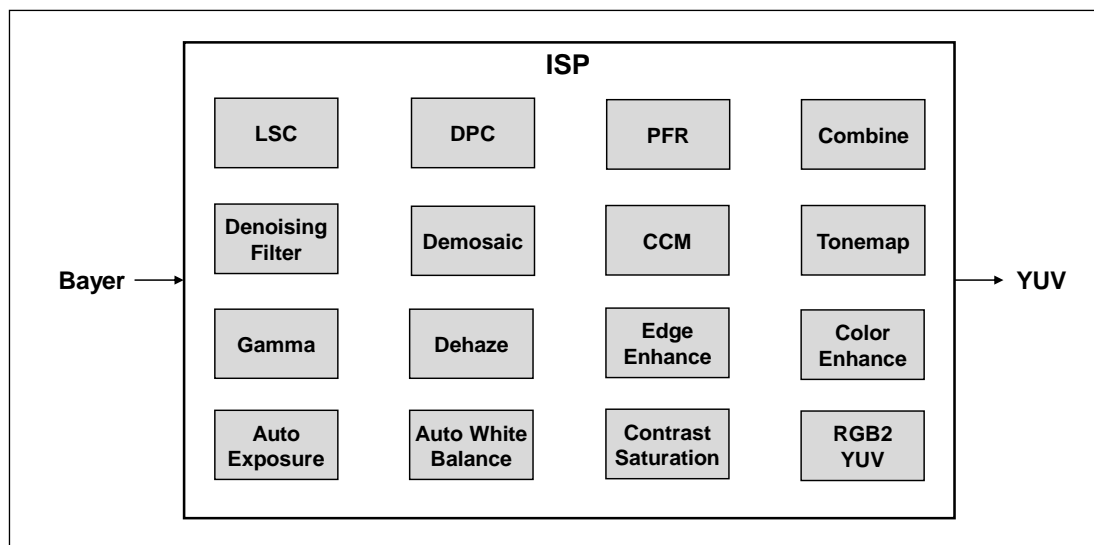 ISP
LSC
DPC
PFR
Combine
Denoising
Filter
Demosaic
CCM
Tonemap
Bayer
YUV
Gamma
Dehaze
Edge
Enhance
Color
Enhance
Auto
Exposure
Auto White
Balance
Contrast
Saturation
RGB2
YUV